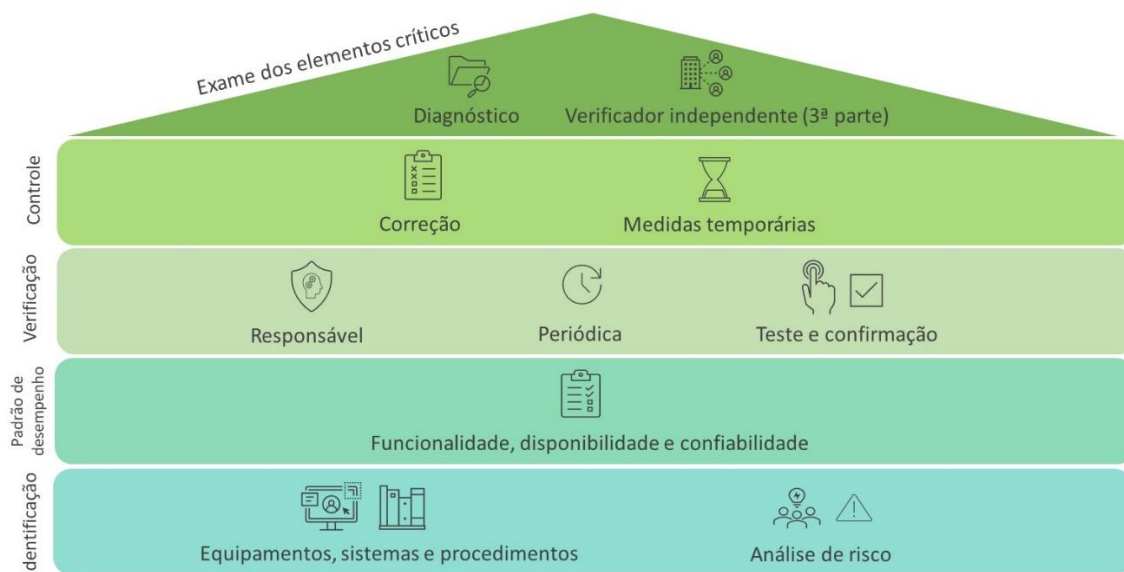 Exame dos elementos críticos
Diagnóstico
Verificador independente (3ª parte)
Controle
Correção
Medidas temporárias
Verificação
Responsável
Periódica
Teste e confirmação
Padrão de
desempenho
Funcionalidade, disponibilidade e confiabilidade
dentificação
Equipamentos, sistemas e procedimentos
Análise de risco